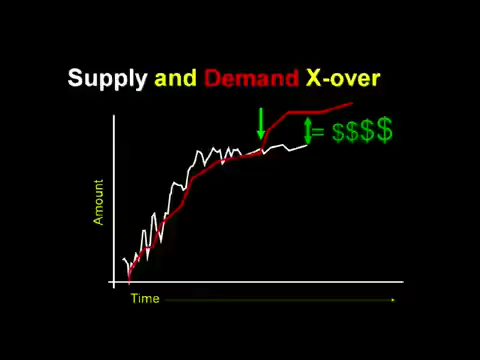 Supply and Demand X-over
= $$$$
Amount
Time